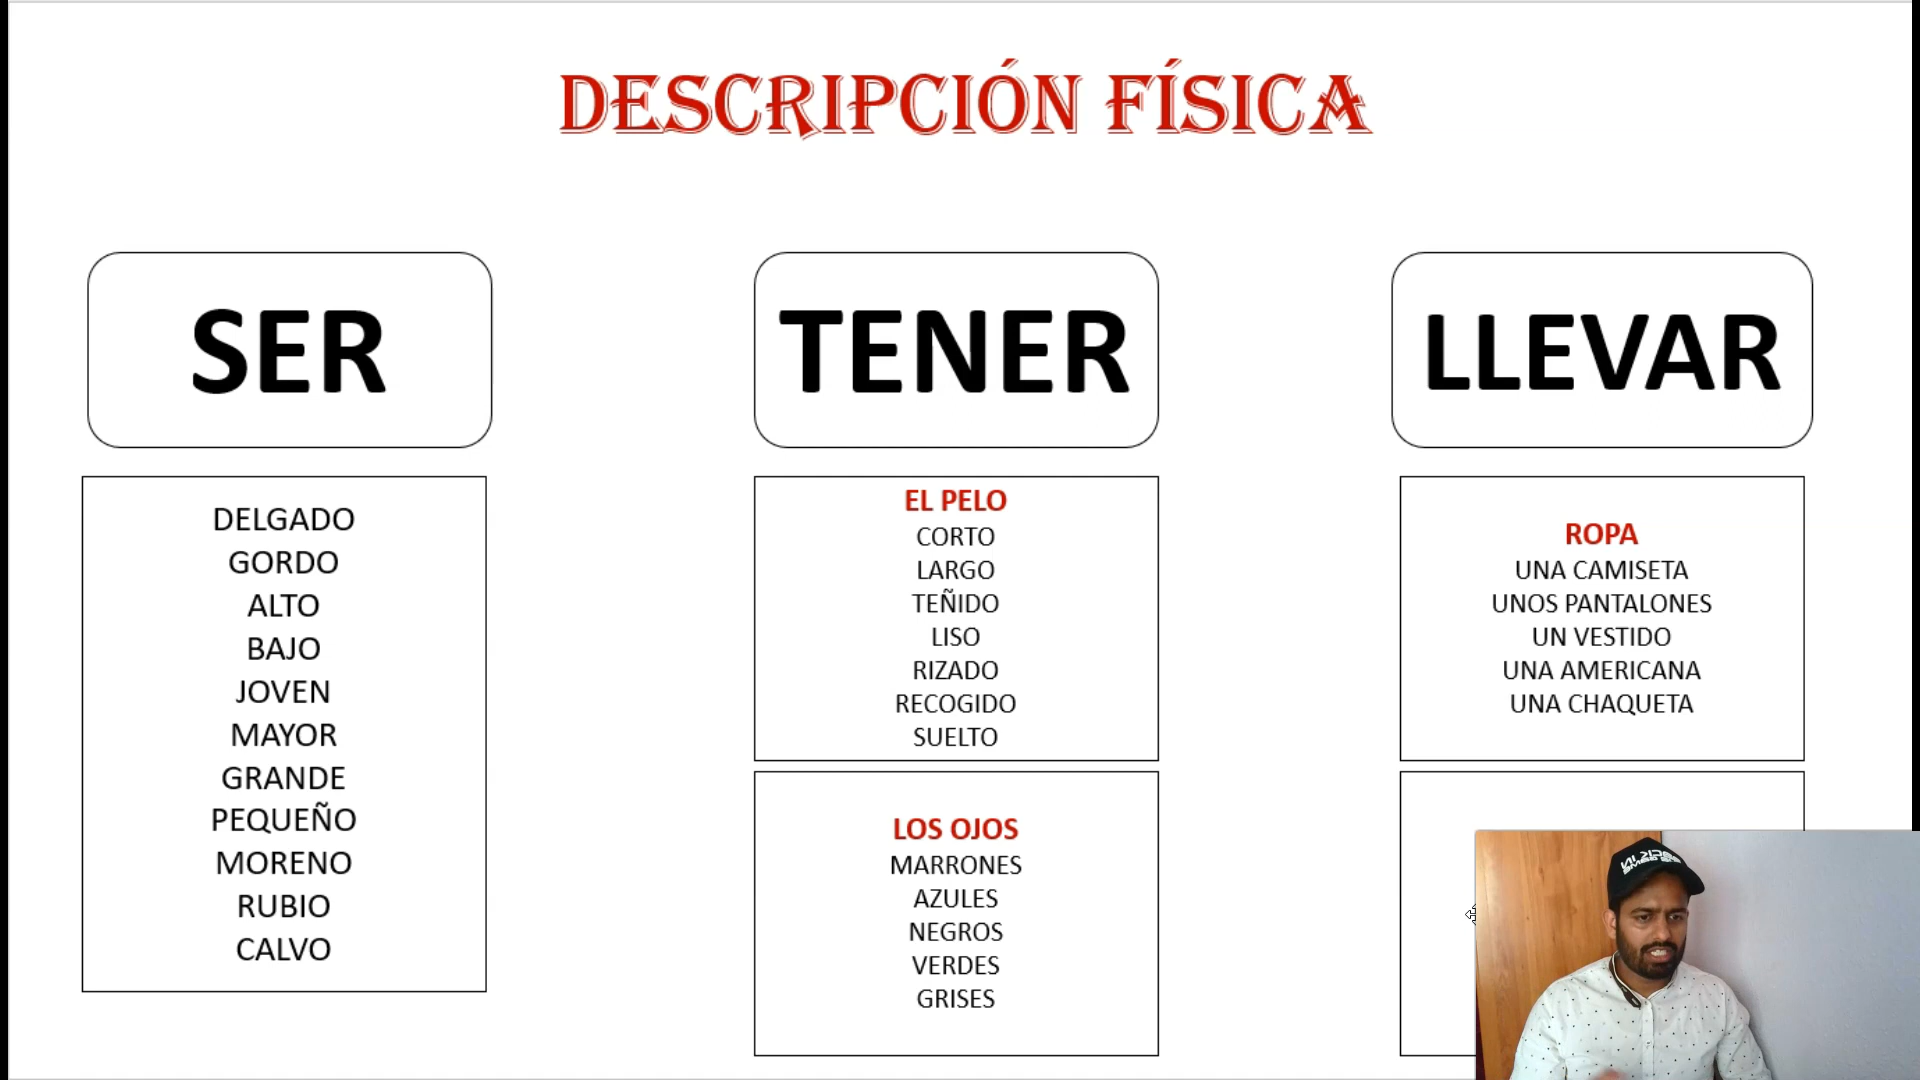 DESCRIPCIÓN FÍSICA
SER
DELGADO
GORDO
ALTO
BAJO
JOVEN
MAYOR
GRANDE
PEQUEÑO
MORENO
RUBIO
CALVO
TENER
EL PELO
CORTO
LARGO
TEÑIDO
LISO
RIZADO
RECOGIDO
SUELTO
LOS OJOS
MARRONES
AZULES
NEGROS
VERDES
GRISES
LLEVAR
ROPA
UNA CAMISETA
UNOS PANTALONES
UN VESTIDO
UNA AMERICANA
UNA CHAQUETA